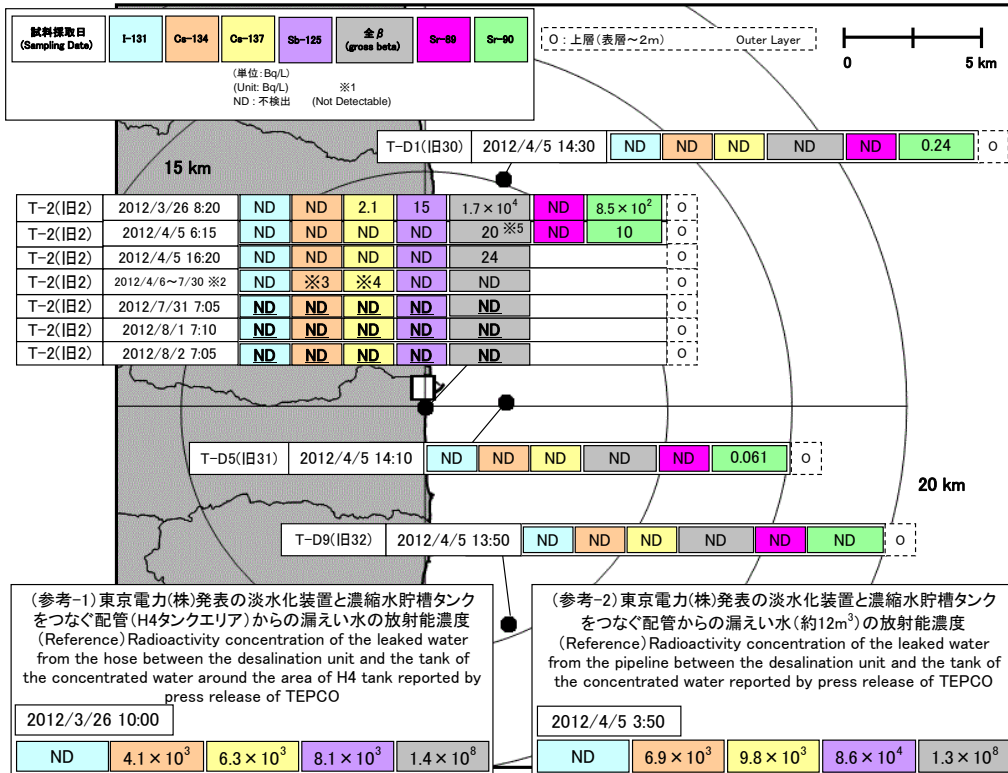 試料採取日 (Sampling Date) I-131 Cs-134 Cs-137 Sb-125 全β (gross beta) Sr-89 Sr-90
(単位:Bq/L)
(Unit: Bq/L) ※1
ND : 不検出 (Not Detectable)
O : 上層(表層~2m) Outer Layer
0 5 km
T-D1(旧30) 2012/4/5 14:30 ND ND ND ND ND 0.24 O
15 km
T-2(旧2) 2012/3/26 8:20 ND ND 2.1 15 1.7×10⁴ ND 8.5×10² O
T-2(旧2) 2012/4/5 6:15 ND ND ND ND 20 ※5 ND 10 O
T-2(旧2) 2012/4/5 16:20 ND ND ND ND 24 O
T-2(旧2) 2012/4/6~7/30 ※2 ND ※3 ※4 ND ND O
T-2(旧2) 2012/7/31 7:05 ND ND ND ND ND O
T-2(旧2) 2012/8/1 7:10 ND ND ND ND ND O
T-2(旧2) 2012/8/2 7:05 ND ND ND ND ND O
T-D5(旧31) 2012/4/5 14:10 ND ND ND ND ND 0.061 O
20 km
T-D9(旧32) 2012/4/5 13:50 ND ND ND ND ND ND O
(参考-1)東京電力(株)発表の淡水化装置と濃縮水貯槽タンク
をつなぐ配管(H4タンクエリア)からの漏えい水の放射能濃度
(Reference) Radioactivity concentration of the leaked water
from the hose between the desalination unit and the tank of
the concentrated water around the area of H4 tank reported by
press release of TEPCO
2012/3/26 10:00
ND 4.1×10³ 6.3×10³ 8.1×10³ 1.4×10⁸
(参考-2)東京電力(株)発表の淡水化装置と濃縮水貯槽タンク
をつなぐ配管からの漏えい水(約12m³)の放射能濃度
(Reference) Radioactivity concentration of the leaked water
from the pipeline between the desalination unit and the tank of
the concentrated water reported by press release of TEPCO
2012/4/5 3:50
ND 6.9×10³ 9.8×10³ 8.6×10⁴ 1.3×10⁸